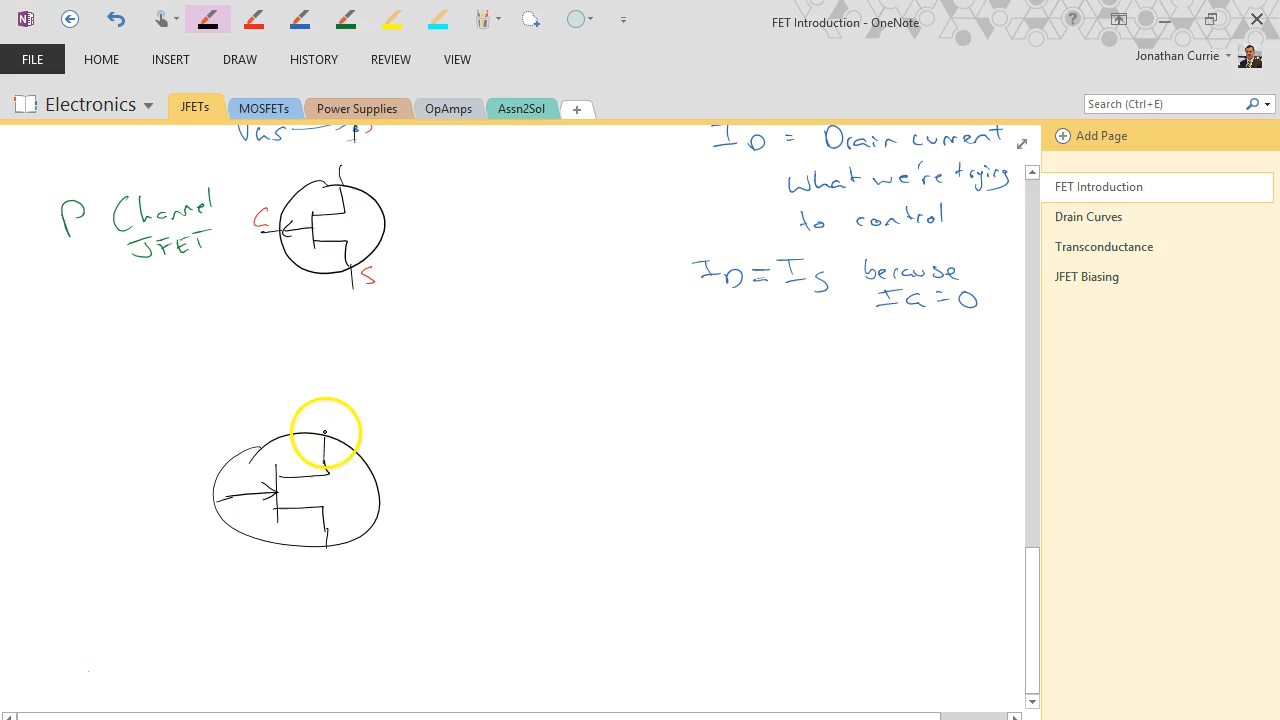 FET Introduction - OneNote
?
Jonathan Currie
FILE
HOME
INSERT
DRAW
HISTORY
REVIEW
VIEW
Electronics
JFETs
MOSFETs
Power Supplies
OpAmps
Assn2Sol
Search (Ctrl+E)
Add Page
FET Introduction
Drain Curves
Transconductance
JFET Biasing
VGS
P Channel
JFET
G
S
ID = Drain current
what we're trying
to control
ID = IS because
IG = 0